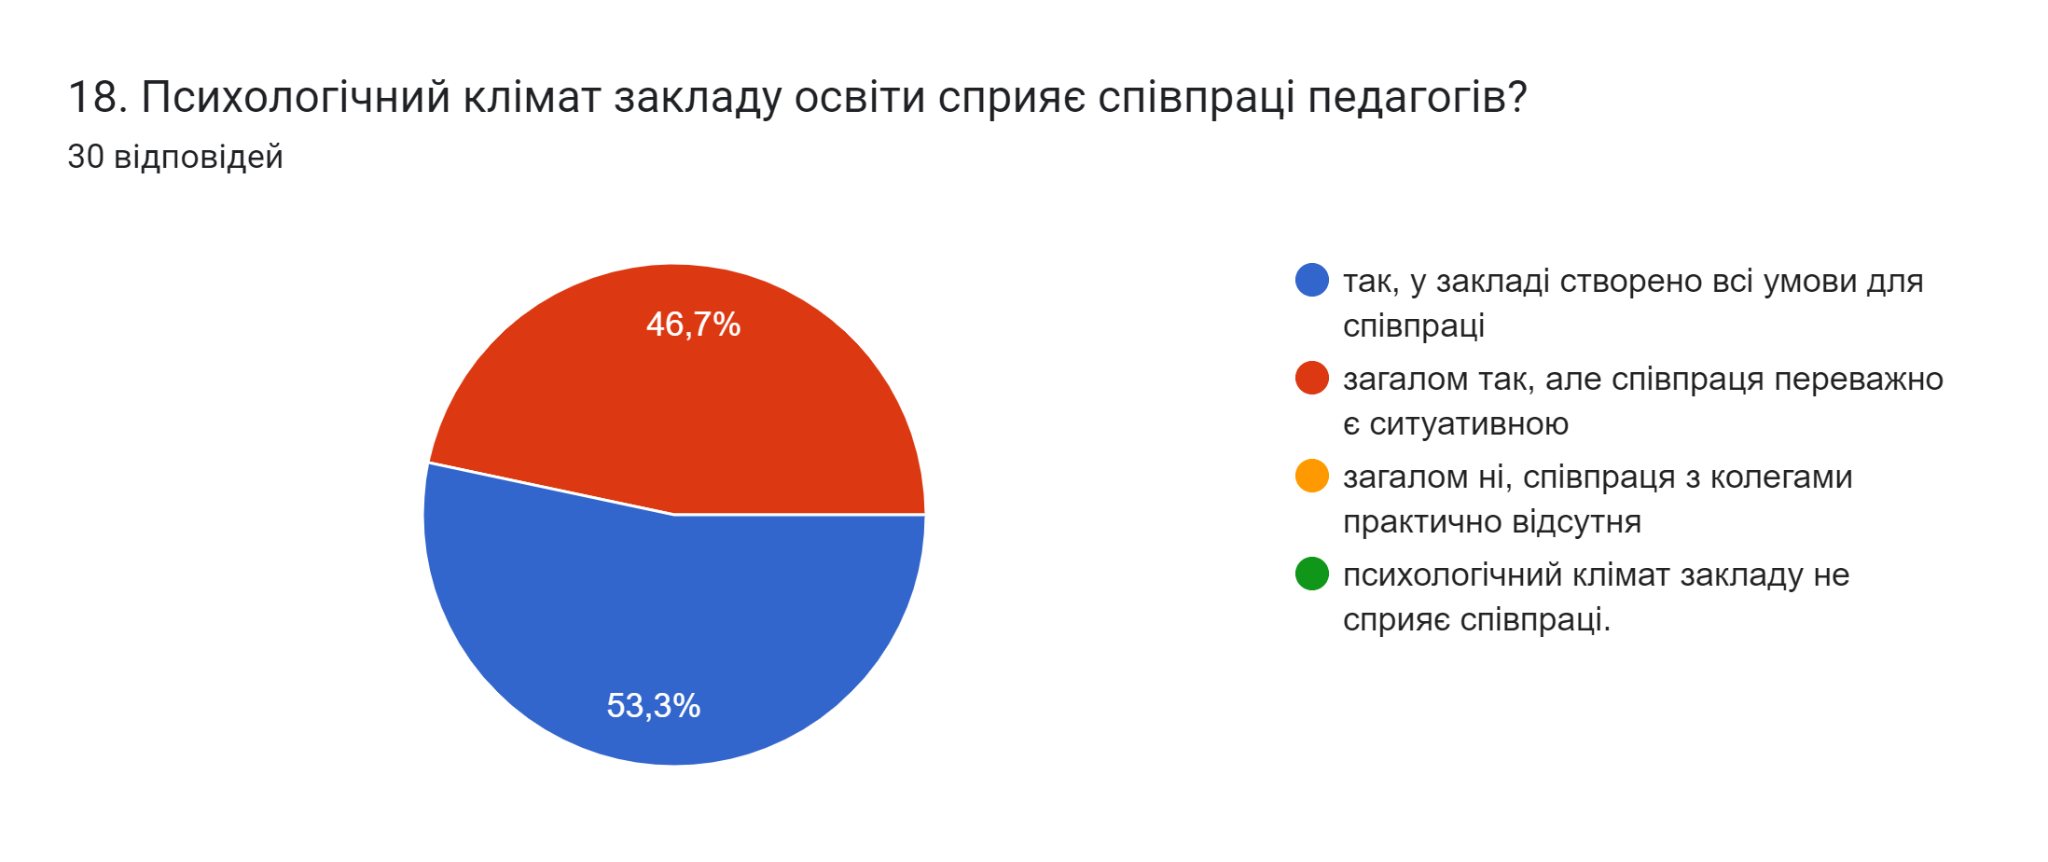 18. Психологічний клімат закладу освіти сприяє співпраці педагогів?
30 відповідей
46,7%
53,3%
так, у закладі створено всі умови для
співпраці
загалом так, але співпраця переважно
є ситуативною
загалом ні, співпраця з колегами
практично відсутня
психологічний клімат закладу не
сприяє співпраці.